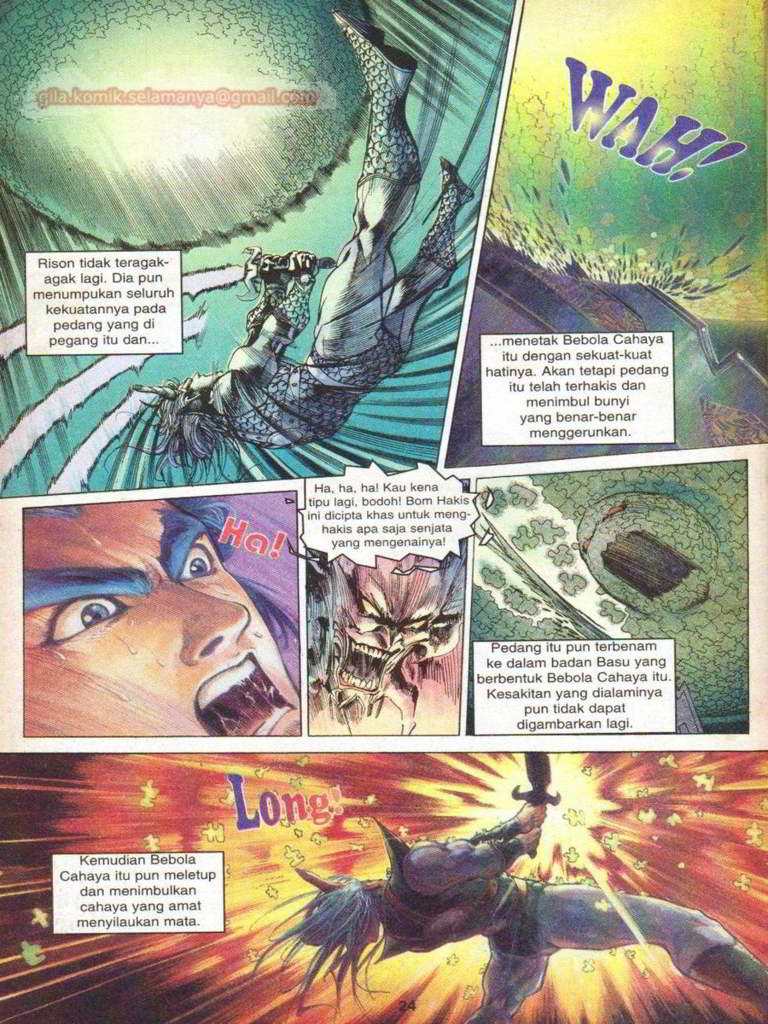 gila.komik.selamanya@gmail.com
Rison tidak teragak-
agak lagi. Dia pun
menumpukan seluruh
kekuatannya pada
pedang yang di
pegang itu dan...
WAH!
...menetak Bebola Cahaya
itu dengan sekuat-kuat
hatinya. Akan tetapi pedang
itu telah terhakis dan
menimbul bunyi
yang benar-benar
menggerunkan.
Ha!
Ha, ha, ha! Kau kena
tipu lagi, bodoh! Bom Hakis
ini dicipta khas untuk meng-
hakis apa saja senjata
yang mengenainya!
Pedang itu pun terbenam
ke dalam badan Basu yang
berbentuk Bebola Cahaya itu.
Kesakitan yang dialaminya
pun tidak dapat
digambarkan lagi.
Long!
Kemudian Bebola
Cahaya itu pun meletup
dan menimbulkan
cahaya yang amat
menyilaukan mata.
24